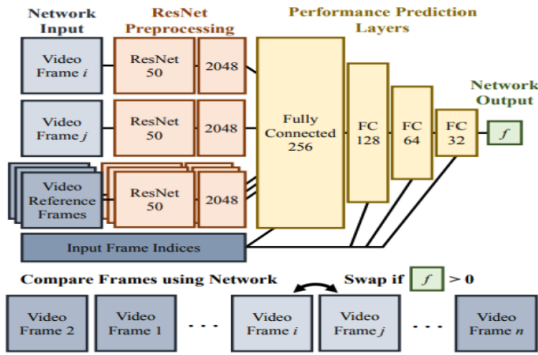 Network Input
ResNet Preprocessing
Performance Prediction Layers
Video Frame i
ResNet 50
2048
Video Frame j
ResNet 50
2048
Video Reference Frames
ResNet 50
2048
Fully Connected 256
FC 128
FC 64
FC 32
Network Output
f
Input Frame Indices
Compare Frames using Network
Swap if f > 0
Video Frame 2
Video Frame 1
. . .
Video Frame i
Video Frame j
. . .
Video Frame n